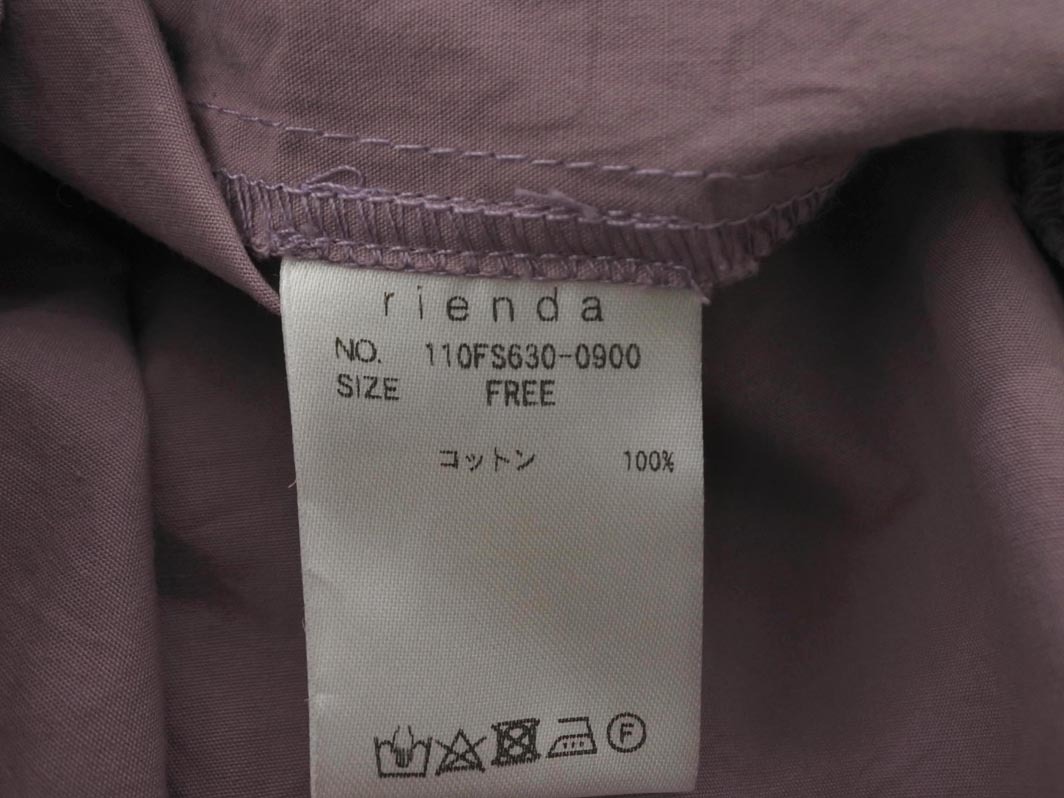 rienda
NO. 110FS630-0900
SIZE FREE
コットン 100%
F